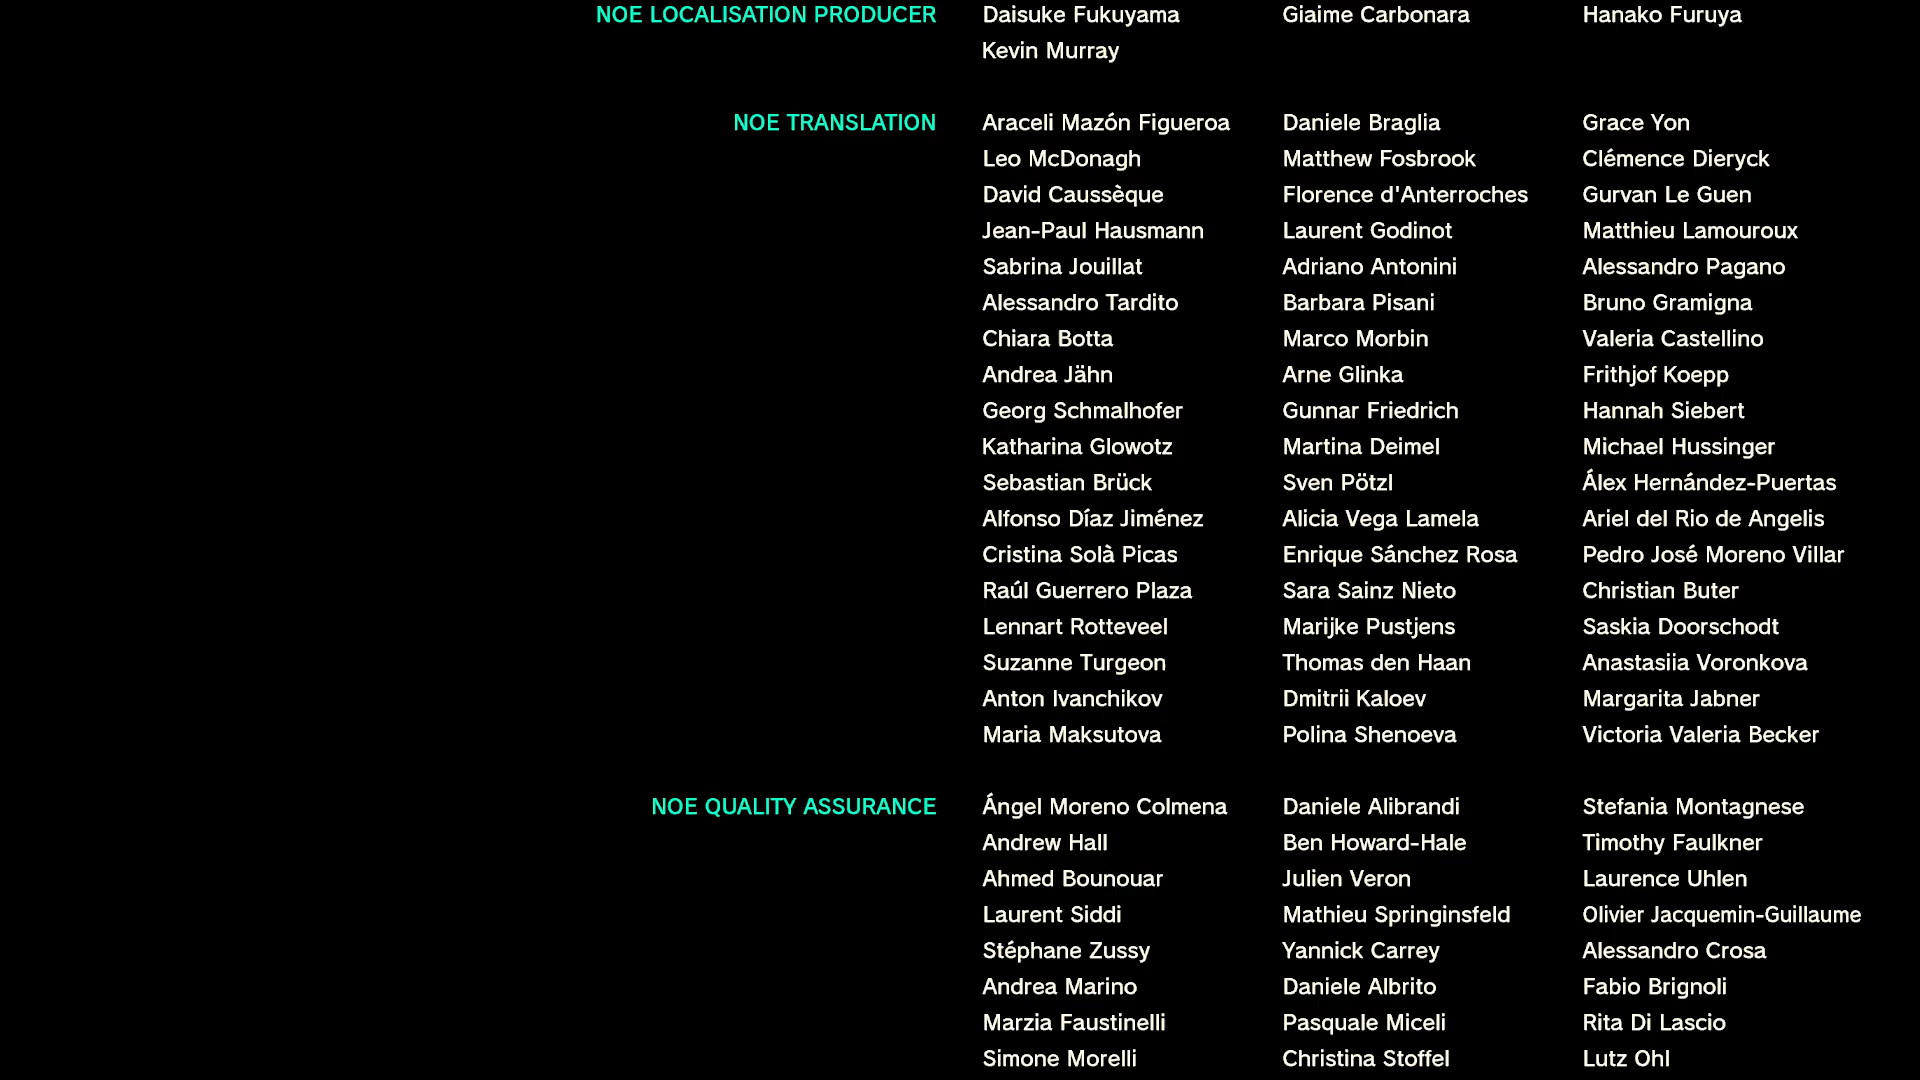 NOE LOCALISATION PRODUCER Daisuke Fukuyama Giaime Carbonara Hanako Furuya
Kevin Murray
NOE TRANSLATION Araceli Mazón Figueroa Daniele Braglia Grace Yon
Leo McDonagh Matthew Fosbrook Clémence Dieryck
David Caussèque Florence d'Anterroches Gurvan Le Guen
Jean-Paul Hausmann Laurent Godinot Matthieu Lamouroux
Sabrina Jouillat Adriano Antonini Alessandro Pagano
Alessandro Tardito Barbara Pisani Bruno Gramigna
Chiara Botta Marco Morbin Valeria Castellino
Andrea Jähn Arne Glinka Frithjof Koepp
Georg Schmalhofer Gunnar Friedrich Hannah Siebert
Katharina Glowotz Martina Deimel Michael Hussinger
Sebastian Brück Sven Pötzl Álex Hernández-Puertas
Alfonso Díaz Jiménez Alicia Vega Lamela Ariel del Rio de Angelis
Cristina Solà Picas Enrique Sánchez Rosa Pedro José Moreno Villar
Raúl Guerrero Plaza Sara Sainz Nieto Christian Buter
Lennart Rotteveel Marijke Pustjens Saskia Doorschodt
Suzanne Turgeon Thomas den Haan Anastasiia Voronkova
Anton Ivanchikov Dmitrii Kaloev Margarita Jabner
Maria Maksutova Polina Shenoeva Victoria Valeria Becker
NOE QUALITY ASSURANCE Ángel Moreno Colmena Daniele Alibrandi Stefania Montagnese
Andrew Hall Ben Howard-Hale Timothy Faulkner
Ahmed Bounouar Julien Veron Laurence Uhlen
Laurent Siddi Mathieu Springinsfeld Olivier Jacquemin-Guillaume
Stéphane Zussy Yannick Carrey Alessandro Crosa
Andrea Marino Daniele Albrito Fabio Brignoli
Marzia Faustinelli Pasquale Miceli Rita Di Lascio
Simone Morelli Christina Stoffel Lutz Ohl